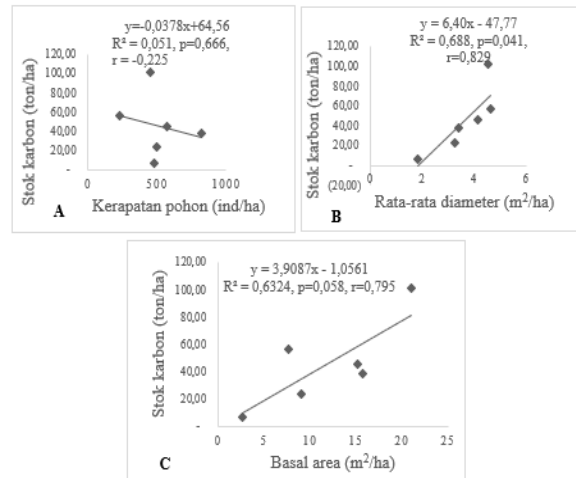 y=-0,0378x+64,56
R² = 0,051, p=0,666,
r = -0,225
120,00
100,00
80,00
60,00
40,00
20,00
-
0
500
1000
Stok karbon (ton/ha)
Kerapatan pohon (ind/ha)
A
y = 6,40x - 47,77
R² = 0,688, p=0,041,
r=0,829
120,00
100,00
80,00
60,00
40,00
20,00
-
(20,00)
0
2
4
6
Stok karbon (ton/ha)
Rata-rata diameter (m²/ha)
B
y = 3,9087x - 1,0561
R² = 0,6324, p=0,058, r=0,795
120,00
100,00
80,00
60,00
40,00
20,00
-
0
5
10
15
20
25
Stok karbon (ton/ha)
Basal area (m²/ha)
C